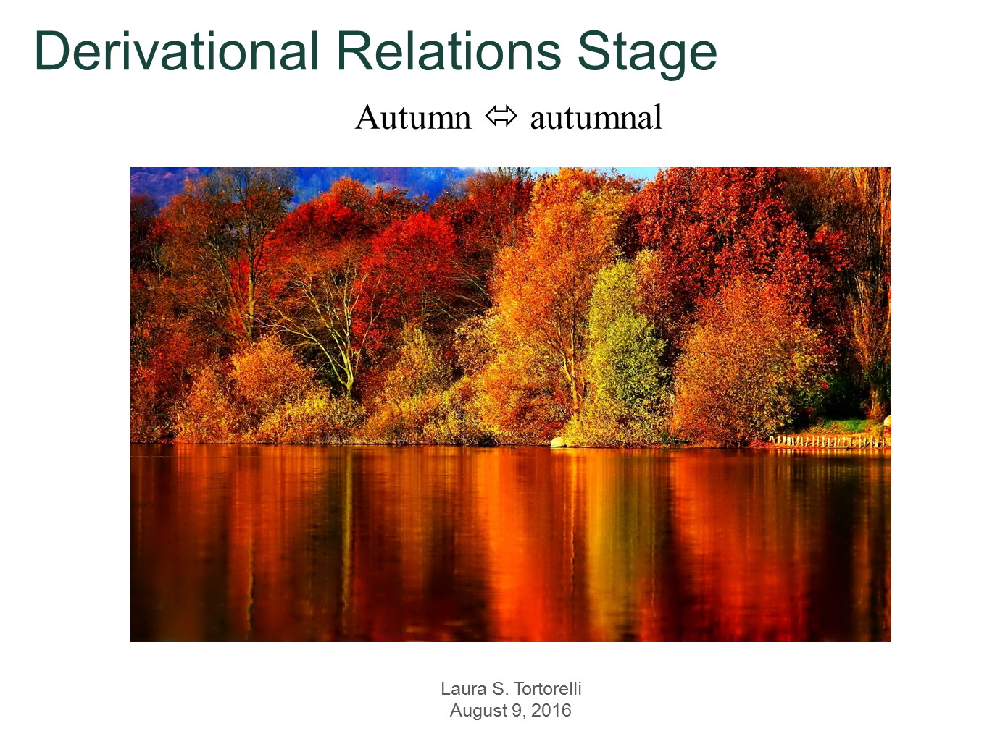 Derivational Relations Stage
Autumn ⬄ autumnal
Laura S. Tortorelli
August 9, 2016